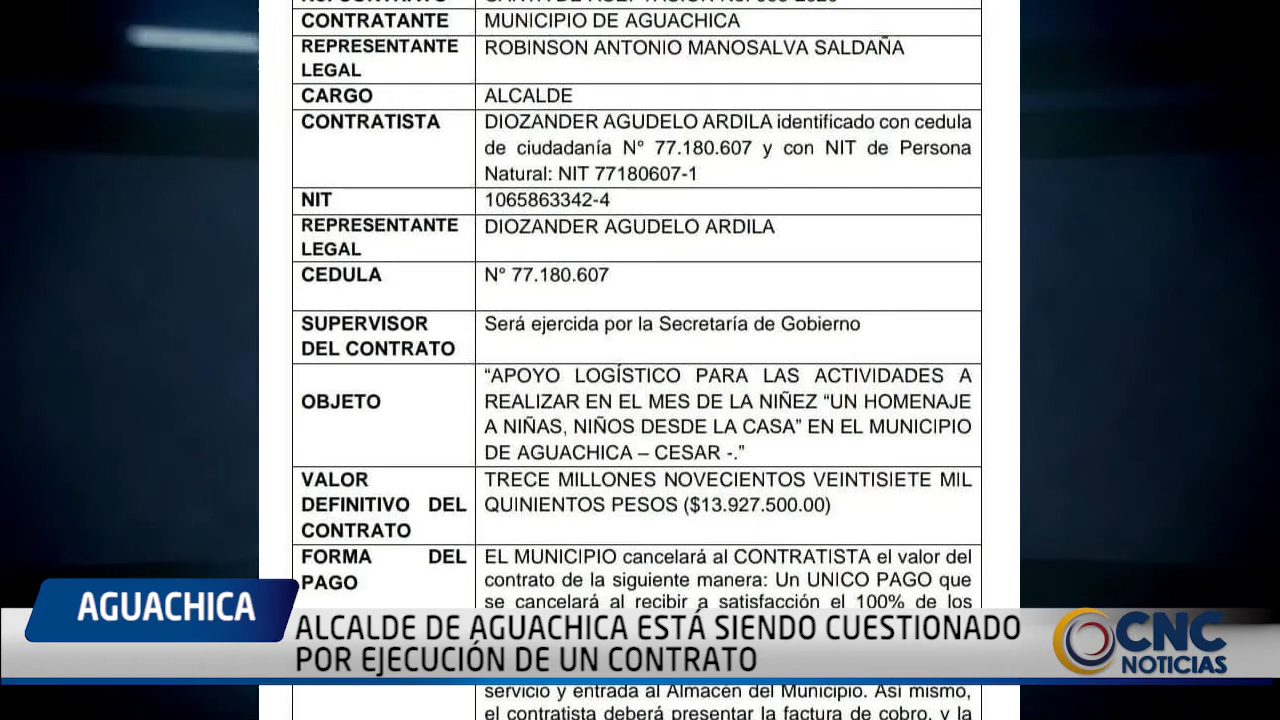 CONTRATANTE MUNICIPIO DE AGUACHICA
REPRESENTANTE LEGAL ROBINSON ANTONIO MANOSALVA SALDAÑA
CARGO ALCALDE
CONTRATISTA DIOZANDER AGUDELO ARDILA identificado con cedula
de ciudadanía N° 77.180.607 y con NIT de Persona
Natural: NIT 77180607-1
NIT 1065863342-4
REPRESENTANTE LEGAL DIOZANDER AGUDELO ARDILA
CEDULA N° 77.180.607
SUPERVISOR DEL CONTRATO Será ejercida por la Secretaría de Gobierno
OBJETO
“APOYO LOGÍSTICO PARA LAS ACTIVIDADES A
REALIZAR EN EL MES DE LA NIÑEZ “UN HOMENAJE
A NIÑAS, NIÑOS DESDE LA CASA” EN EL MUNICIPIO
DE AGUACHICA – CESAR -.”
VALOR DEFINITIVO DEL CONTRATO
TRECE MILLONES NOVECIENTOS VEINTISIETE MIL
QUINIENTOS PESOS ($13.927.500.00)
FORMA DEL PAGO
EL MUNICIPIO cancelará al CONTRATISTA el valor del
contrato de la siguiente manera: Un UNICO PAGO que
se cancelará al recibir a satisfacción el 100% de los
AGUACHICA
ALCALDE DE AGUACHICA ESTÁ SIENDO CUESTIONADO
POR EJECUCIÓN DE UN CONTRATO
CNC
NOTICIAS
servicio y entrada al Almacén del Municipio. Así mismo,
el contratista deberá presentar la factura de cobro, y la